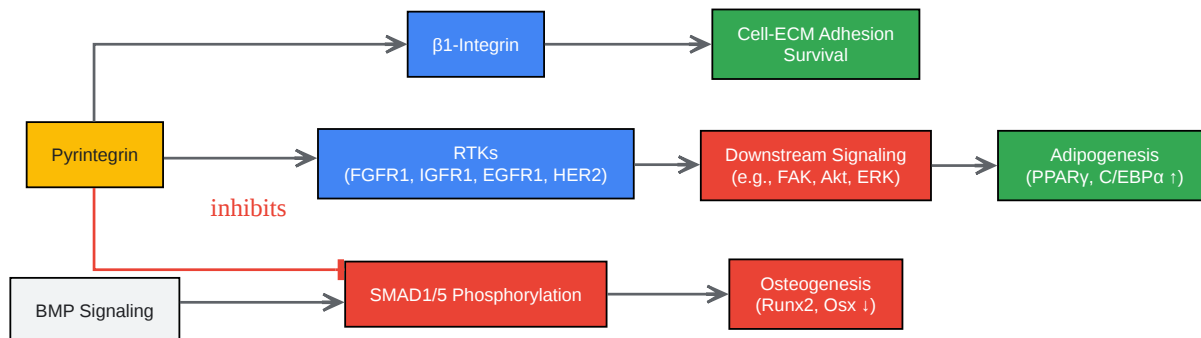 β1-Integrin
Cell-ECM Adhesion
Survival
Pyrintegrin
RTKs
(FGFR1, IGFR1, EGFR1, HER2)
Downstream Signaling
(e.g., FAK, Akt, ERK)
Adipogenesis
(PPARγ, C/EBPα ↑)
inhibits
BMP Signaling
SMAD1/5 Phosphorylation
Osteogenesis
(Runx2, Osx ↓)